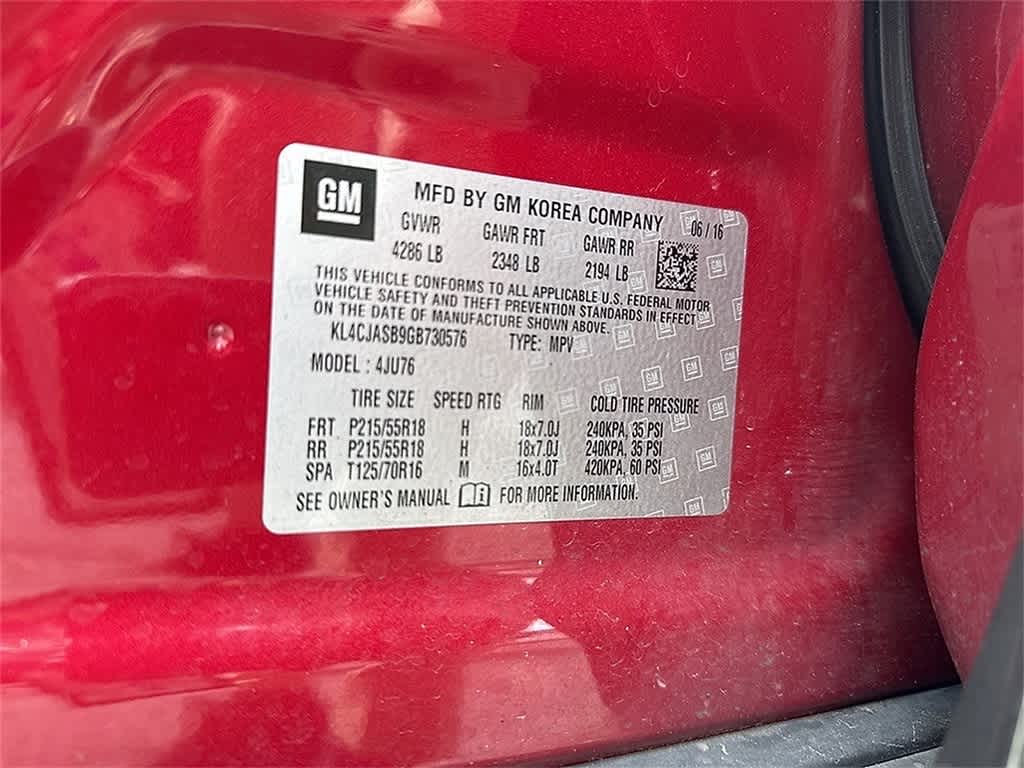 GM
MFD BY GM KOREA COMPANY 06 / 16
GVWR GAWR FRT GAWR RR
4286 LB 2348 LB 2194 LB
THIS VEHICLE CONFORMS TO ALL APPLICABLE U.S. FEDERAL MOTOR
VEHICLE SAFETY AND THEFT PREVENTION STANDARDS IN EFFECT
ON THE DATE OF MANUFACTURE SHOWN ABOVE.
KL4CJASB9GB730576 TYPE: MPV
MODEL : 4JU76
TIRE SIZE SPEED RTG RIM COLD TIRE PRESSURE
FRT P215/55R18 H 18x7.0J 240KPA, 35 PSI
RR P215/55R18 H 18x7.0J 240KPA, 35 PSI
SPA T125/70R16 M 16x4.0T 420KPA, 60 PSI
SEE OWNER'S MANUAL FOR MORE INFORMATION.